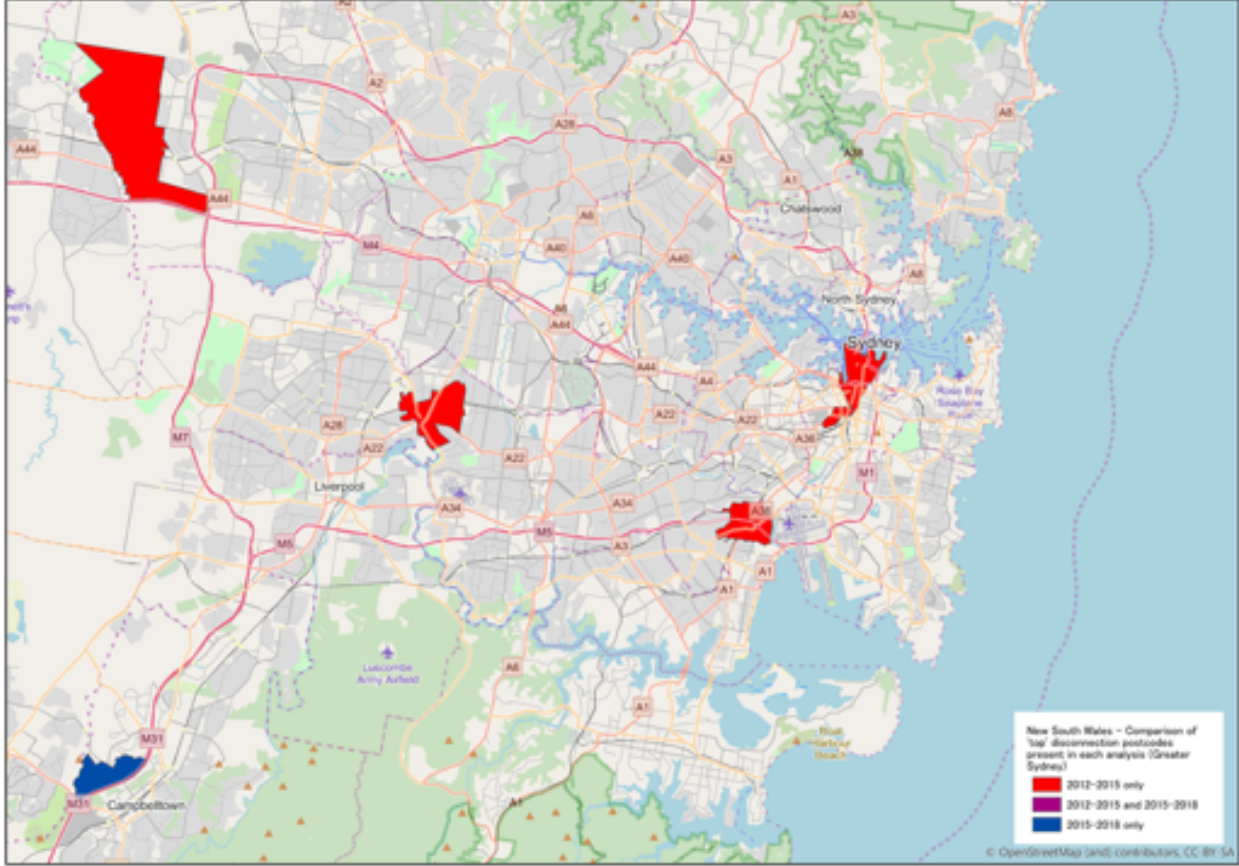 A2
A3
A2
A28
A8
A44
A3
A38
A1
A44
Chatswood
A6
M4
A40
A40
A8
North Sydney
A6
A44
Sydney
A44
A4
Rose Bay
Seaplane
A22
A22
A28
A36
M7
A22
A22
M1
Liverpool
A34
A34
A36
M5
M5
A3
A1
A1
Luscombe
Army Airfield
A6
A1
Boat
Harbour
Beach
M31
M31
Campbelltown
A1
New South Wales - Comparison of
'top' disconnection postcodes
present in each analysis (Greater
Sydney)
2012-2015 only
2012-2015 and 2015-2018
2015-2018 only
© OpenStreetMap (and) contributors, CC-BY-SA